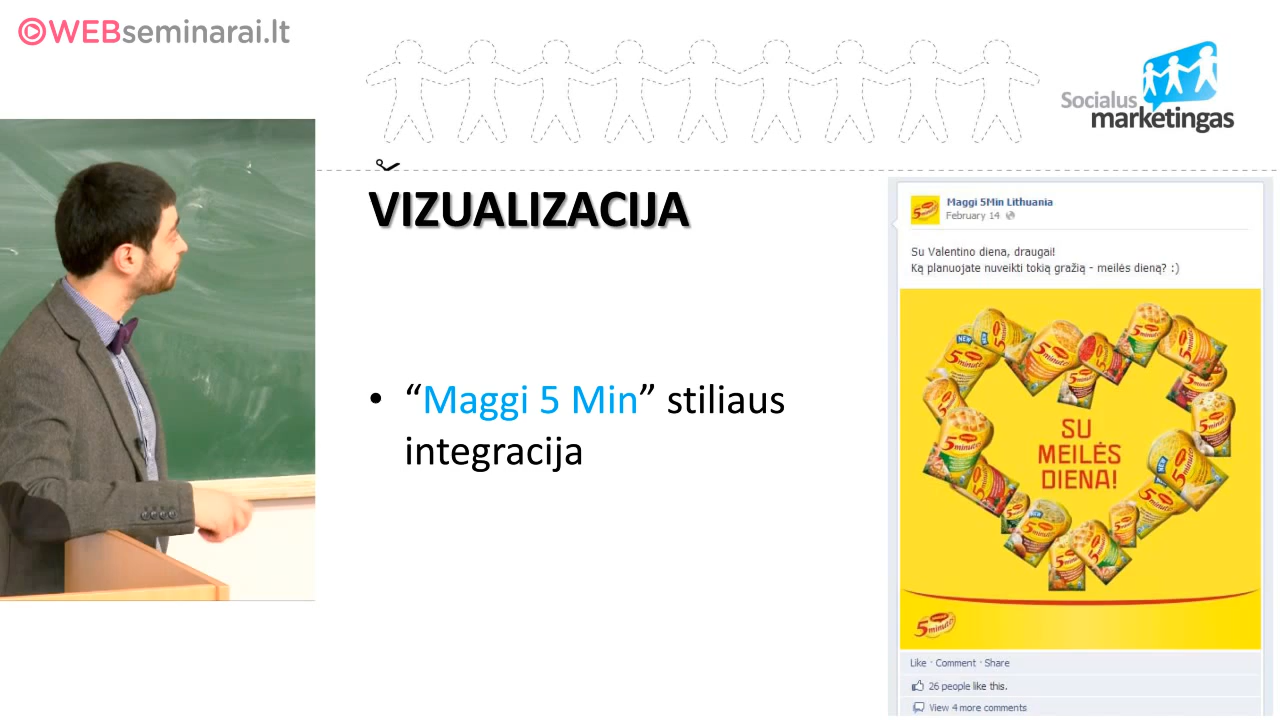 WEBseminarai.lt
Socialus
marketingas
VIZUALIZACIJA
• “Maggi 5 Min” stiliaus
integracija
Maggi 5Min Lithuania
February 14
Su Valentino diena, draugai!
Ką planuojate nuveikti tokią gražią - meilės dieną? :)
SU
MEILĖS
DIENA!
5 minutės
Like · Comment · Share
26 people like this.
View 4 more comments